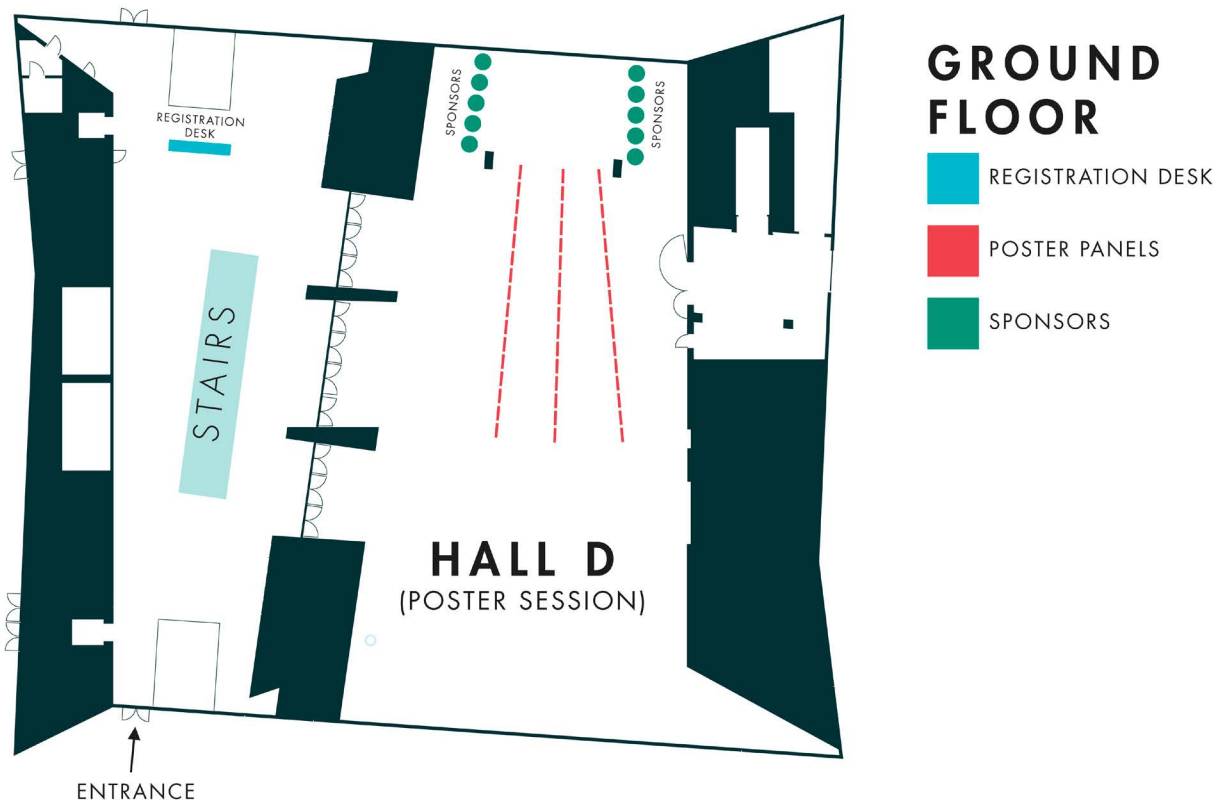 GROUND
FLOOR
REGISTRATION DESK
POSTER PANELS
SPONSORS
REGISTRATION
DESK
SPONSORS
SPONSORS
STAIRS
HALL D
(POSTER SESSION)
ENTRANCE